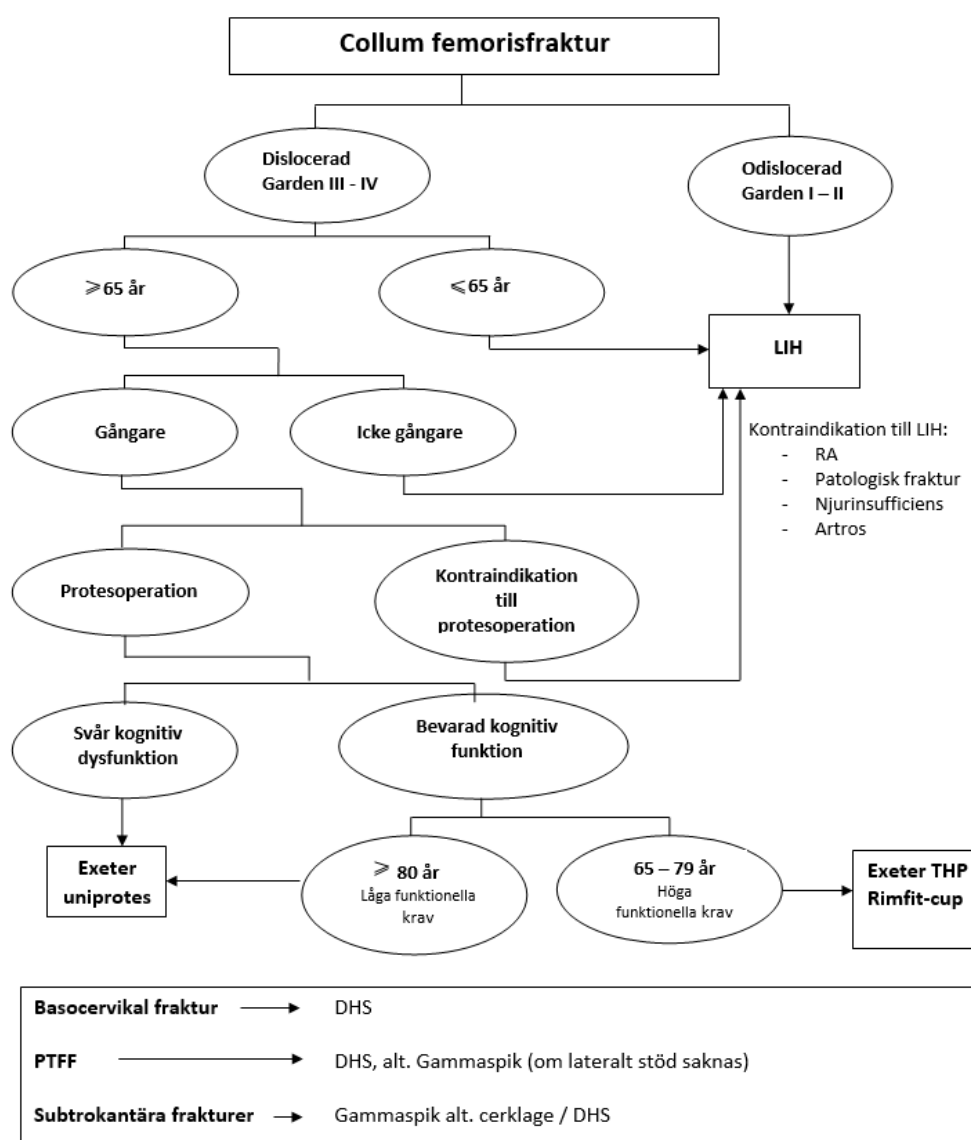 Collum femorisfraktur
Dislocerad
Garden III - IV
Odislocerad
Garden I – II
⩾65 år
⩽65 år
LIH
Gångare
Icke gångare
Kontraindikation till LIH:
- RA
- Patologisk fraktur
- Njurinsufficiens
- Artros
Protesoperation
Kontraindikation
till
protesoperation
Svår kognitiv
dysfunktion
Bevarad kognitiv
funktion
Exeter
uniprotes
⩾ 80 år
Låga funktionella
krav
65 – 79 år
Höga
funktionella krav
Exeter THP
Rimfit-cup
Basocervikal fraktur → DHS
PTFF → DHS, alt. Gammaspik (om lateralt stöd saknas)
Subtrokantära frakturer → Gammaspik alt. cerklage / DHS